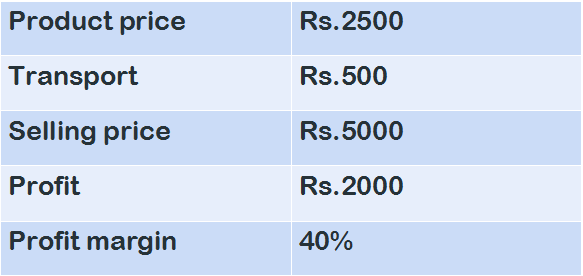 Product price Rs.2500
Transport Rs.500
Selling price Rs.5000
Profit Rs.2000
Profit margin 40%